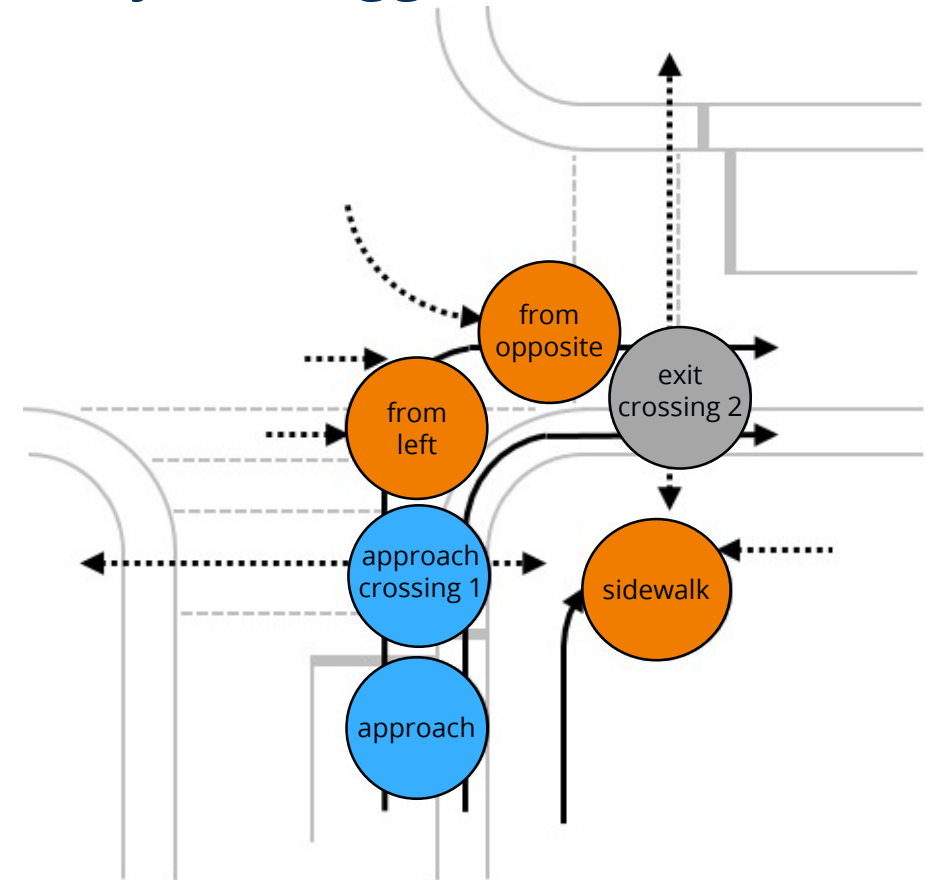 from
opposite
exit
crossing 2
from
left
approach
crossing 1
sidewalk
approach